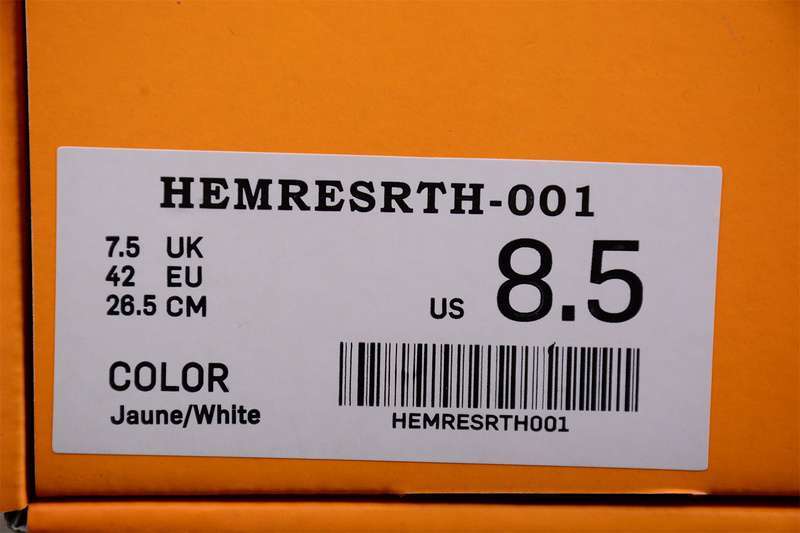 HEMRESRTH-001
7.5 UK
42 EU
26.5 CM
US 8.5
COLOR
Jaune/White
HEMRESRTH001